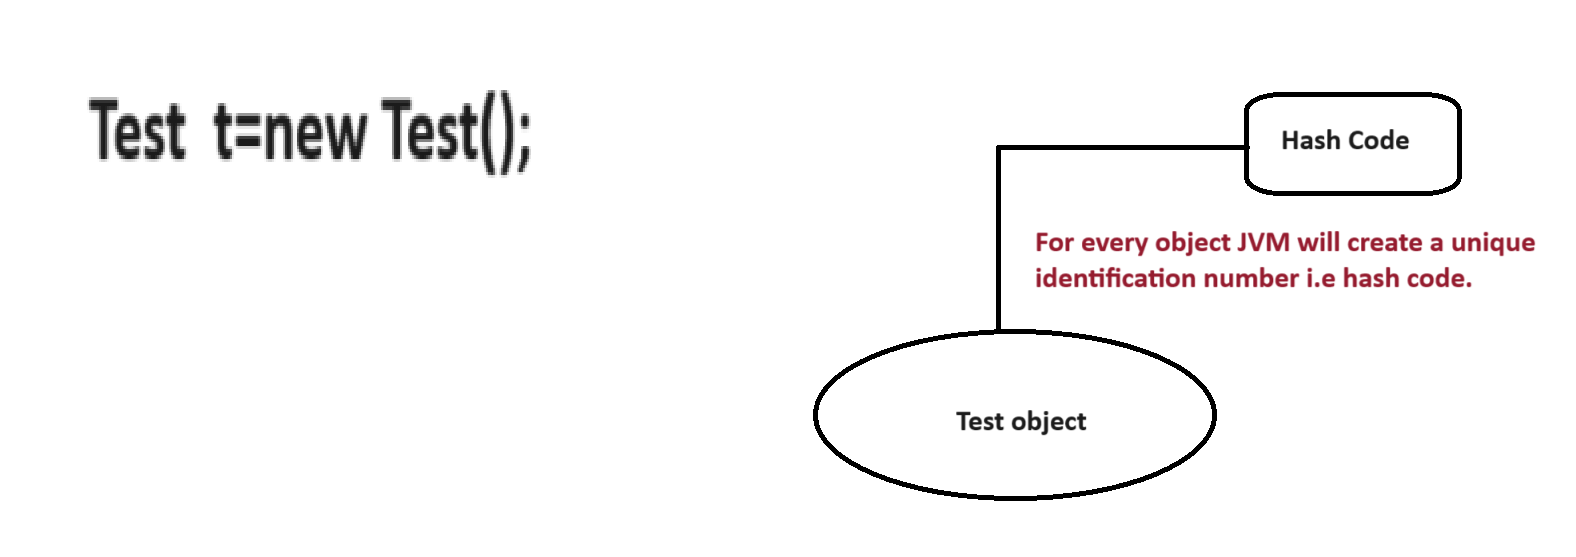 Test  t=new Test();
Hash Code
For every object JVM will create a unique
identification number i.e hash code.
Test object